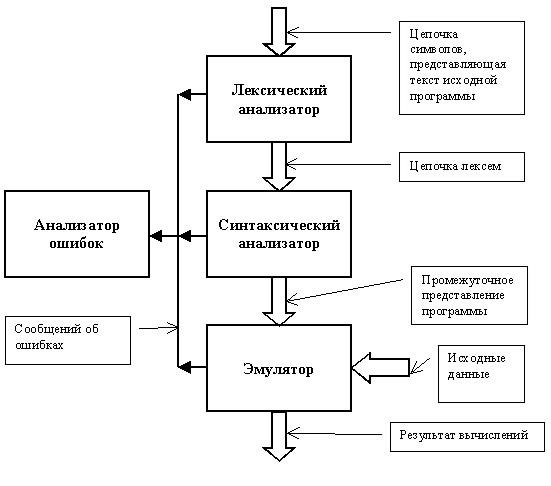 Цепочка
символов,
представляющая
текст исходной
программы
Лексический
анализатор
Цепочка лексем
Анализатор
ошибок
Синтаксический
анализатор
Промежуточное
представление
программы
Сообщений об
ошибках
Эмулятор
Исходные
данные
Результат вычислений